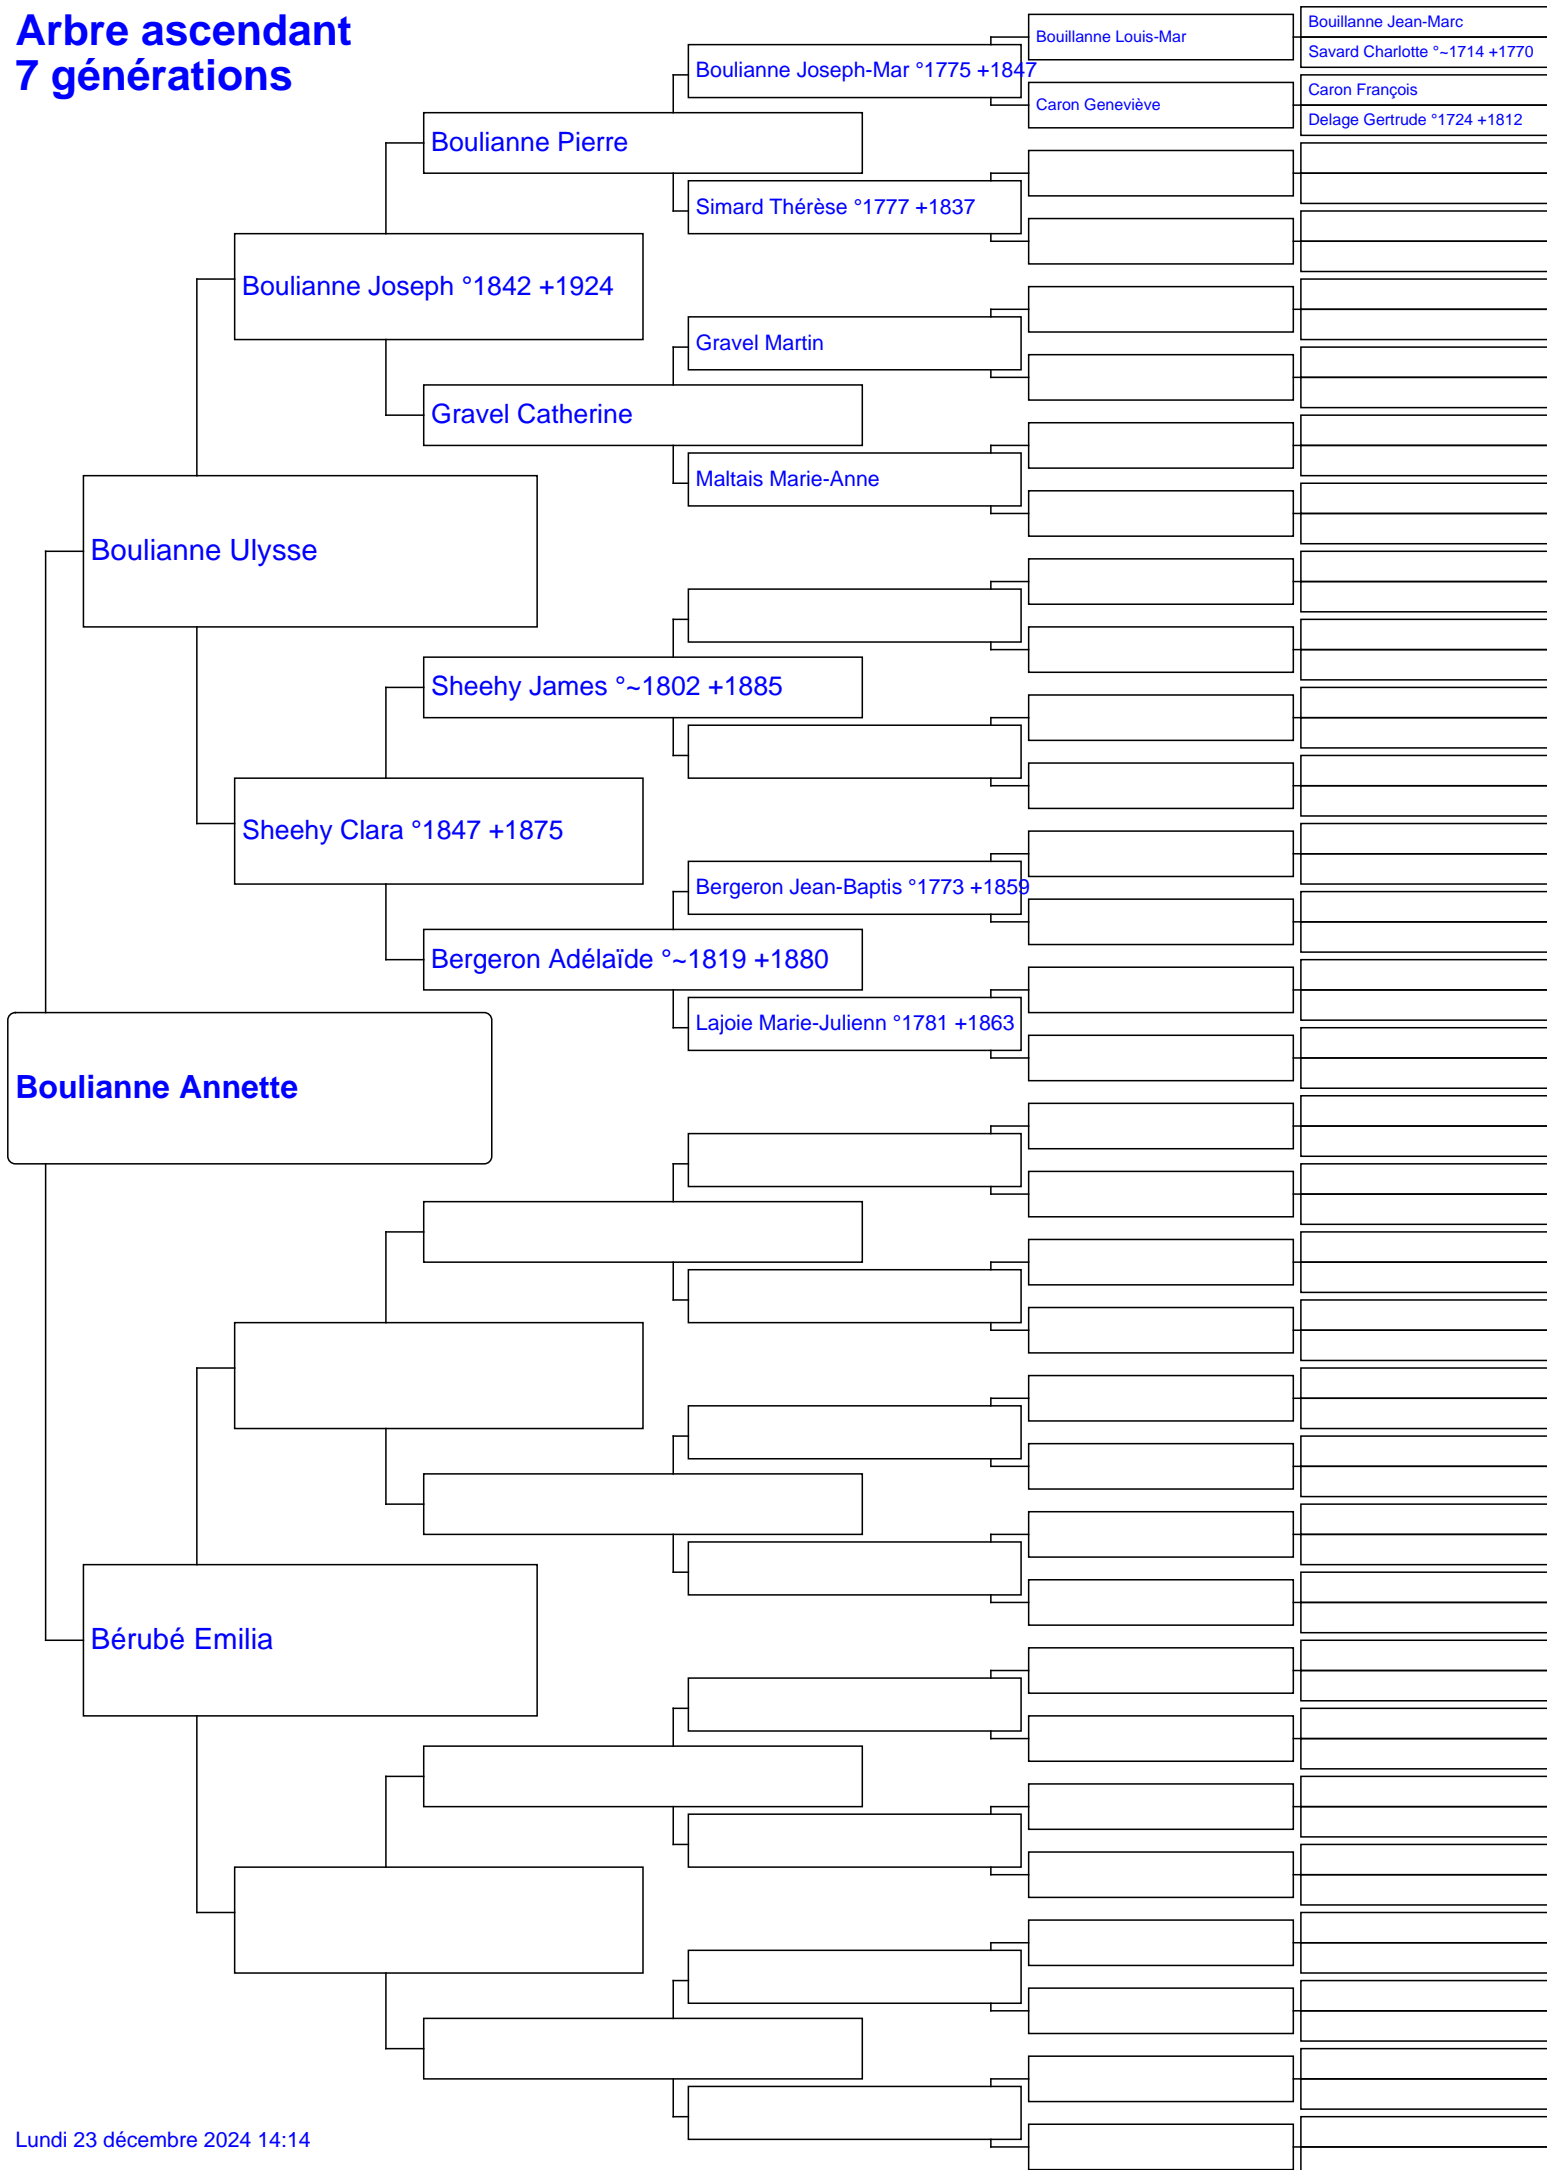 Arbre ascendant
7 générations
Bouillanne Jean-Marc
Bouillanne Louis-Mar
Savard Charlotte °~1714 +1770
Boulianne Joseph-Mar °1775 +1847
Caron François
Caron Geneviève
Delage Gertrude °1724 +1812
Boulianne Pierre
Simard Thérèse °1777 +1837
Boulianne Joseph °1842 +1924
Gravel Martin
Gravel Catherine
Maltais Marie-Anne
Boulianne Ulysse
Sheehy James °~1802 +1885
Sheehy Clara °1847 +1875
Bergeron Jean-Baptis °1773 +1859
Bergeron Adélaïde °~1819 +1880
Lajoie Marie-Julienn °1781 +1863
Boulianne Annette
Bérubé Emilia
Lundi 23 décembre 2024 14:14